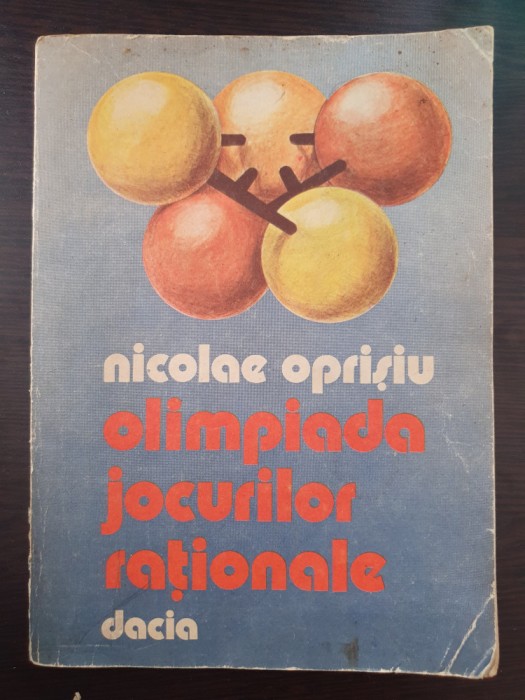 nicolae oprișiu
olimpiada
jocurilor
raționale
dacia